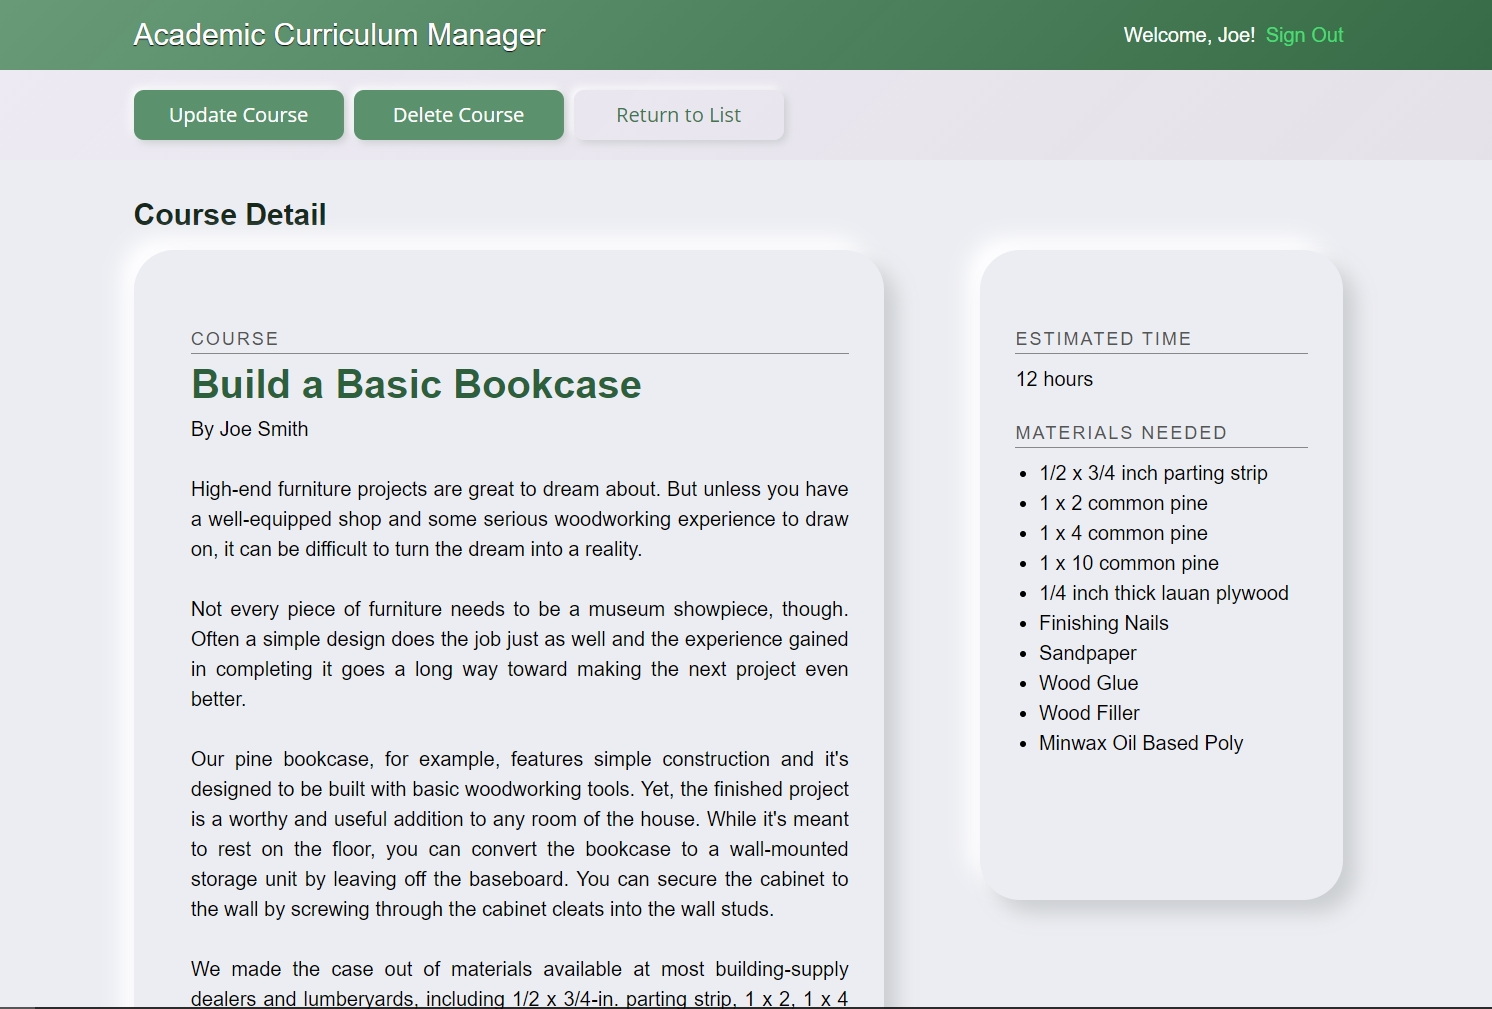 Academic Curriculum Manager
Welcome, Joe! Sign Out
Update Course
Delete Course
Return to List
Course Detail
COURSE
Build a Basic Bookcase
By Joe Smith
High-end furniture projects are great to dream about. But unless you have
a well-equipped shop and some serious woodworking experience to draw
on, it can be difficult to turn the dream into a reality.
Not every piece of furniture needs to be a museum showpiece, though.
Often a simple design does the job just as well and the experience gained
in completing it goes a long way toward making the next project even
better.
Our pine bookcase, for example, features simple construction and it's
designed to be built with basic woodworking tools. Yet, the finished project
is a worthy and useful addition to any room of the house. While it's meant
to rest on the floor, you can convert the bookcase to a wall-mounted
storage unit by leaving off the baseboard. You can secure the cabinet to
the wall by screwing through the cabinet cleats into the wall studs.
We made the case out of materials available at most building-supply
dealers and lumberyards, including 1/2 x 3/4-in. parting strip, 1 x 2, 1 x 4
ESTIMATED TIME
12 hours
MATERIALS NEEDED
• 1/2 x 3/4 inch parting strip
• 1 x 2 common pine
• 1 x 4 common pine
• 1 x 10 common pine
• 1/4 inch thick lauan plywood
• Finishing Nails
• Sandpaper
• Wood Glue
• Wood Filler
• Minwax Oil Based Poly